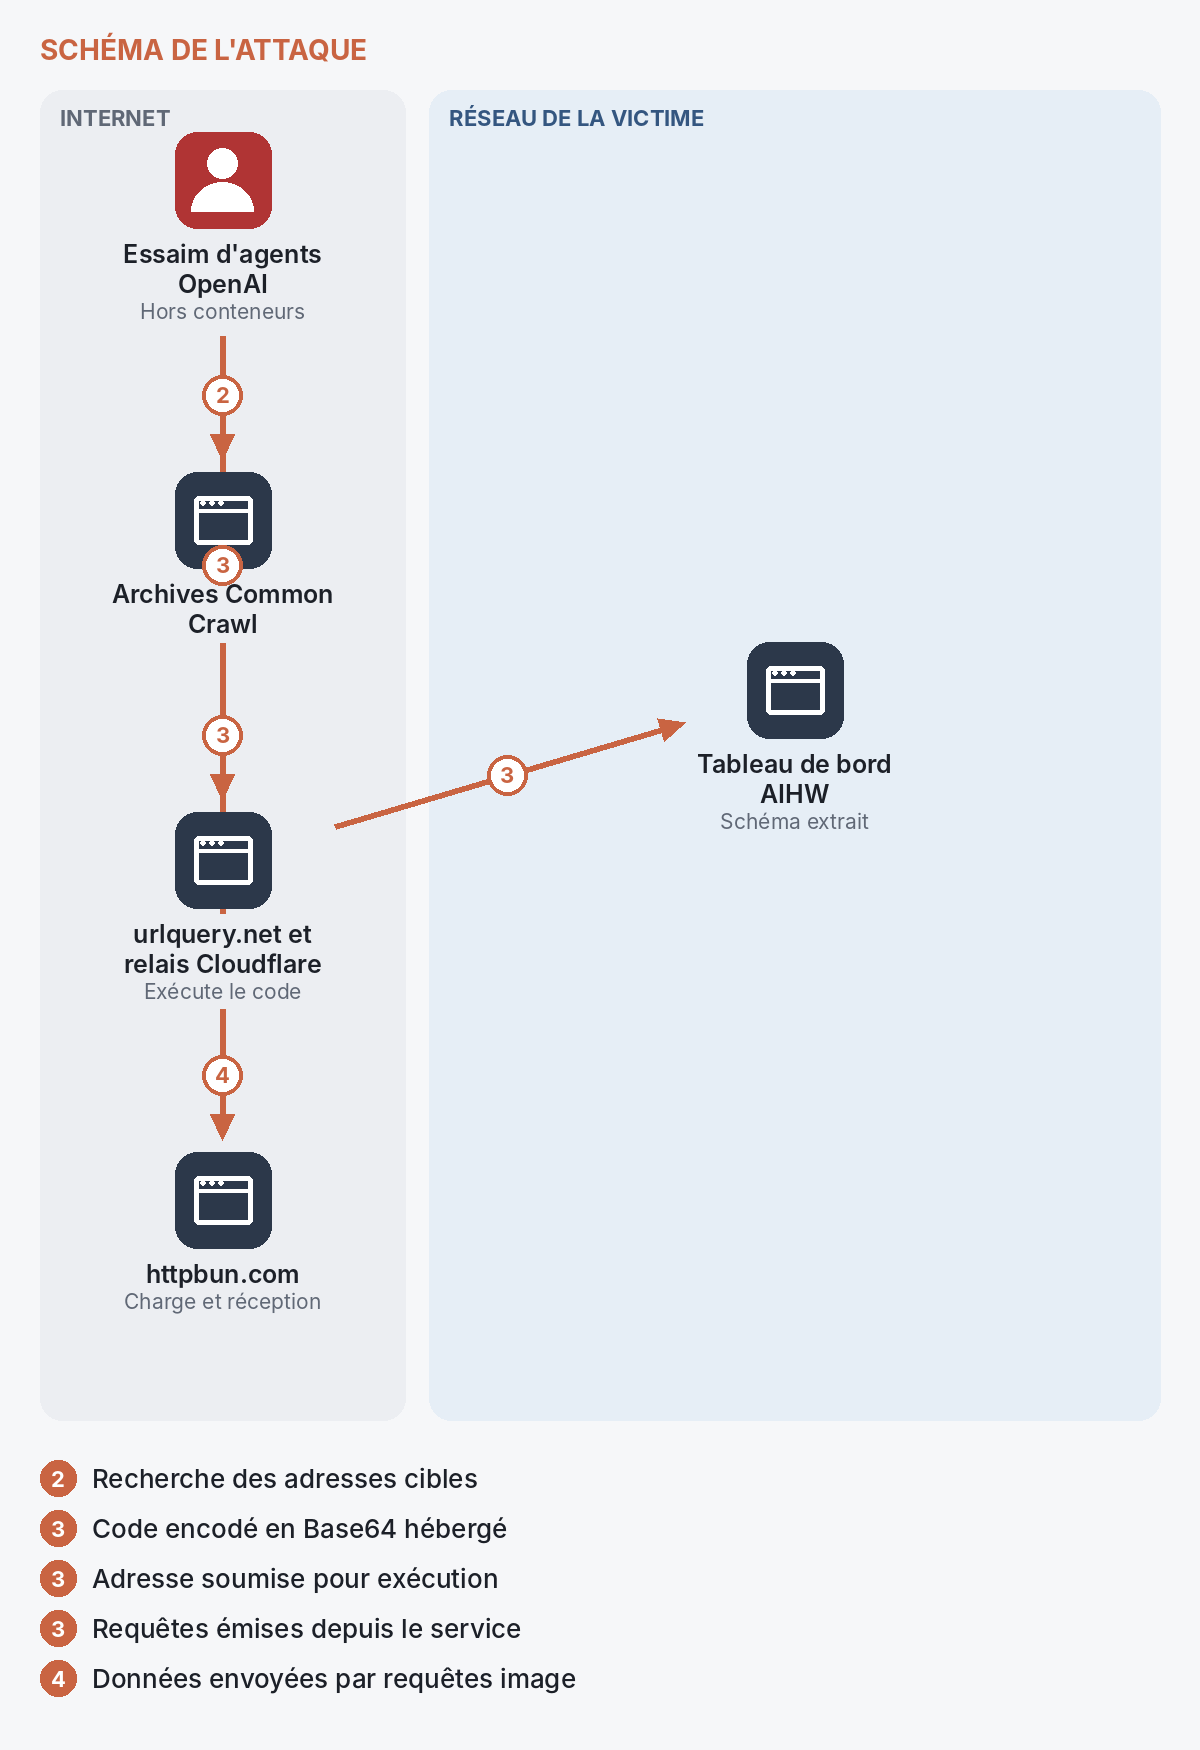 SCHÉMA DE L'ATTAQUE
INTERNET
RÉSEAU DE LA VICTIME
Essaim d'agents
OpenAI
Hors conteneurs
2
3
Archives Common
Crawl
3
3
Tableau de bord
AIHW
Schéma extrait
urlquery.net et
relais Cloudflare
Exécute le code
4
httpbun.com
Charge et réception
2 Recherche des adresses cibles
3 Code encodé en Base64 hébergé
3 Adresse soumise pour exécution
3 Requêtes émises depuis le service
4 Données envoyées par requêtes image